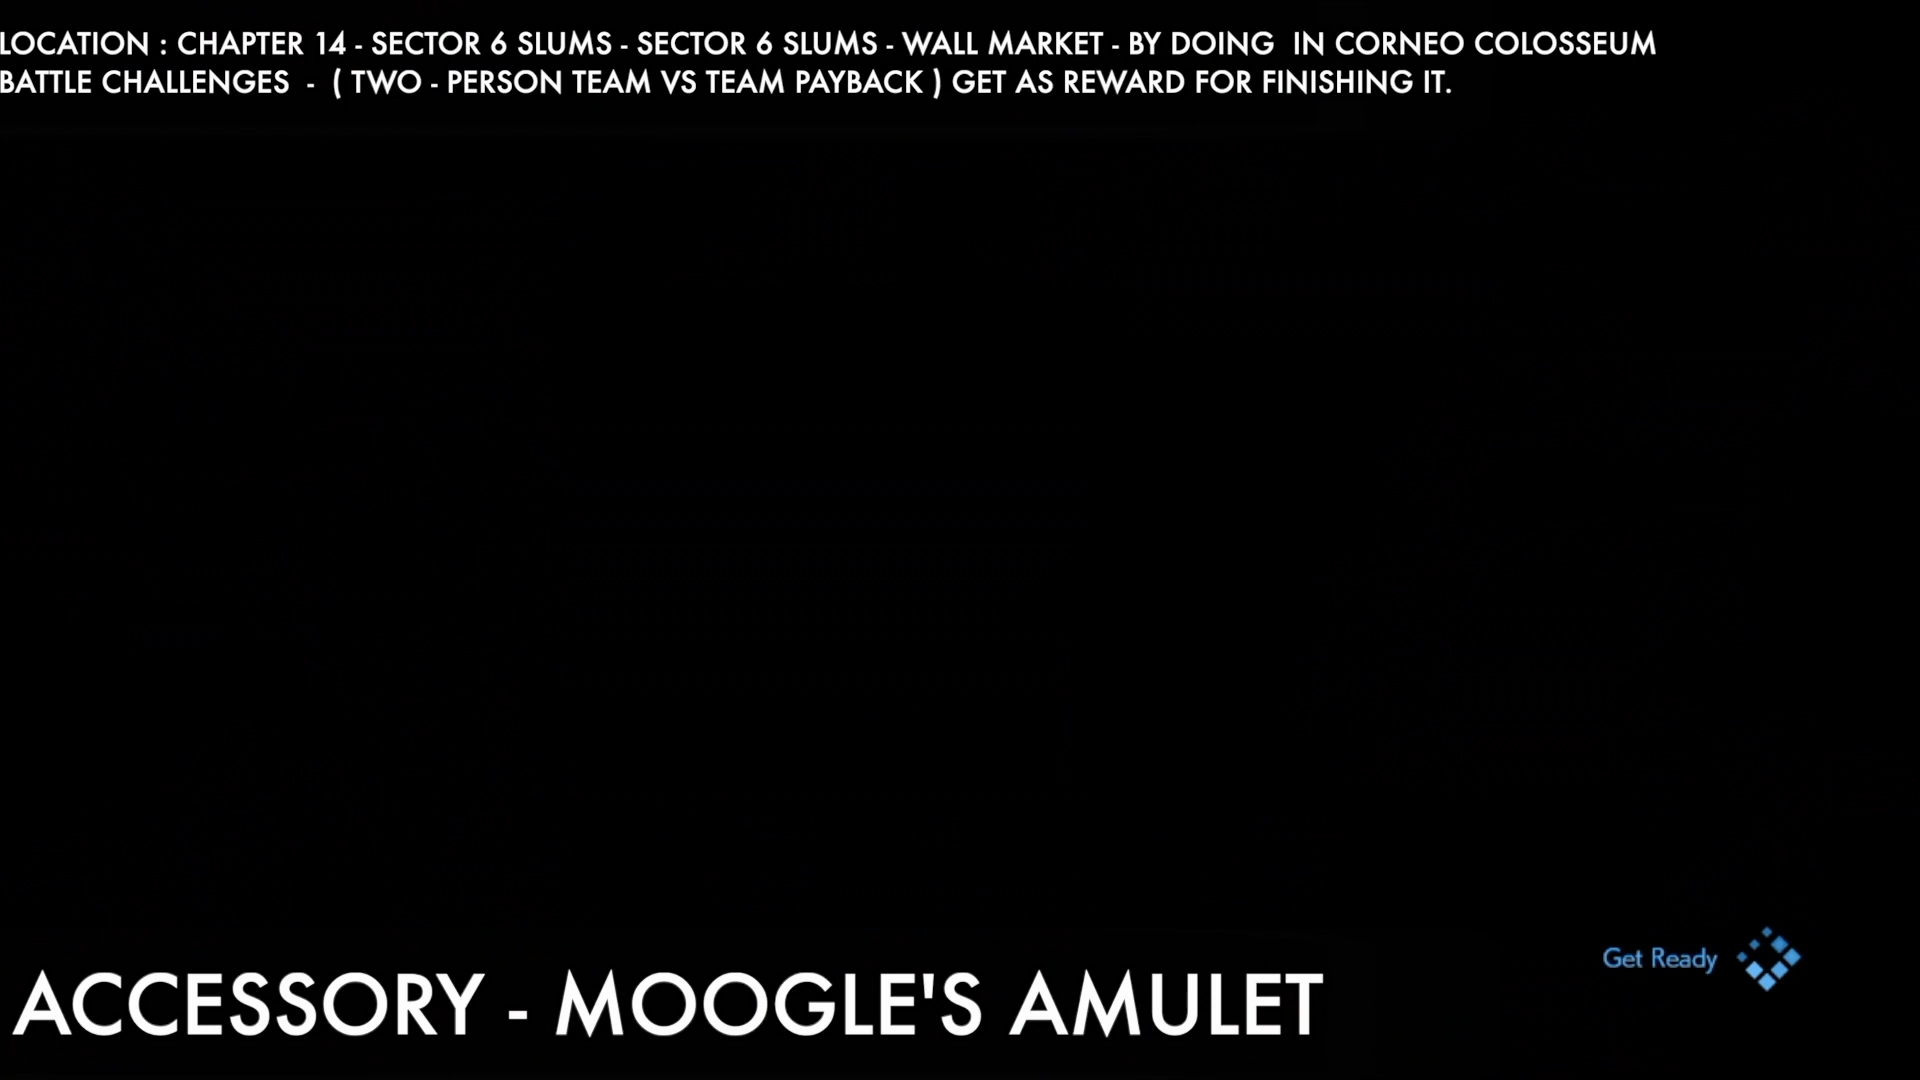 LOCATION : CHAPTER 14 - SECTOR 6 SLUMS - SECTOR 6 SLUMS - WALL MARKET - BY DOING  IN CORNEO COLOSSEUM
BATTLE CHALLENGES  -  ( TWO - PERSON TEAM VS TEAM PAYBACK ) GET AS REWARD FOR FINISHING IT.
Get Ready
ACCESSORY - MOOGLE'S AMULET